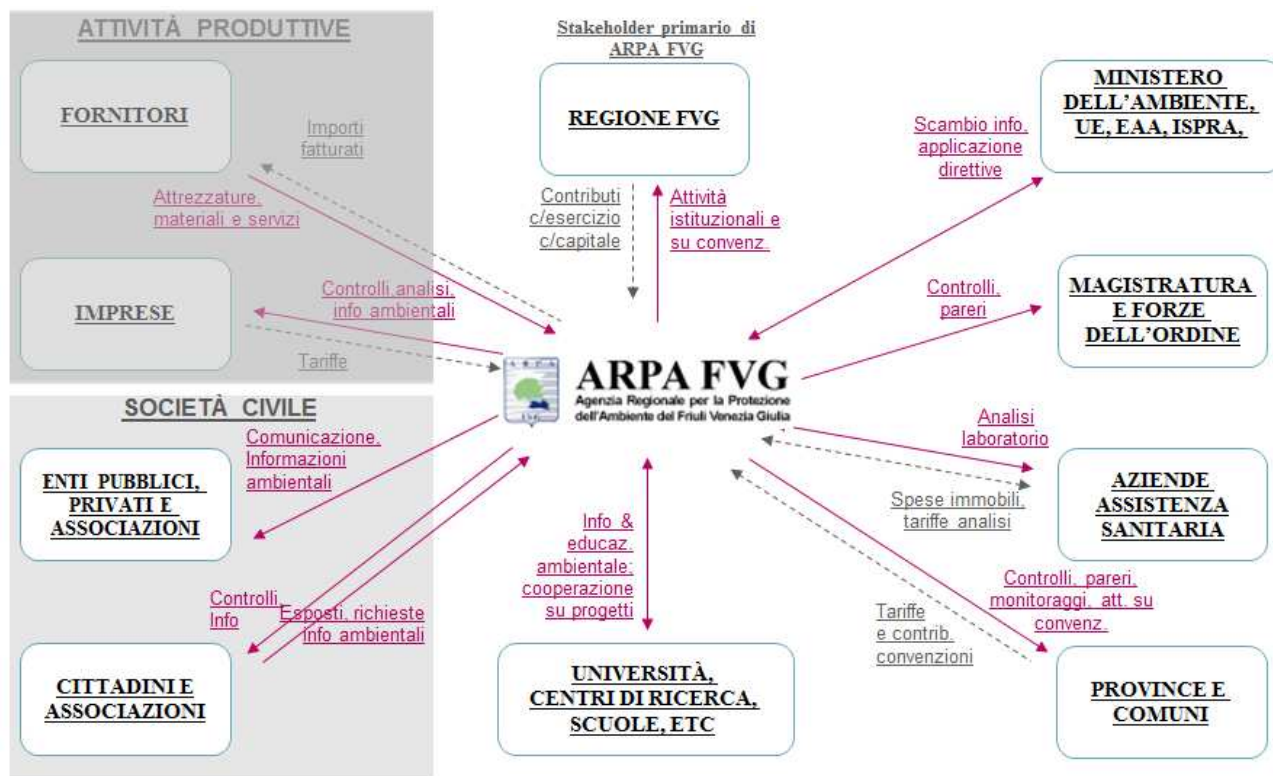 ATTIVITÀ PRODUTTIVE
FORNITORI
Importi
fatturati
Attrezzature,
materiali e servizi
IMPRESE
Controlli,analisi,
info ambientali
Tariffe
Stakeholder primario di
ARPA FVG
REGIONE FVG
Contributi
c/esercizio
c/capitale
Attività
istituzionali e
su convenz.
MINISTERO
DELL'AMBIENTE,
UE, EAA, ISPRA,
Scambio info,
applicazione
direttive
MAGISTRATURA
E FORZE
DELL'ORDINE
Controlli,
pareri
ARPA
FVG
ARPA FVG
Agenzia Regionale per la Protezione
dell'Ambiente del Friuli Venezia Giulia
SOCIETÀ CIVILE
Comunicazione,
Informazioni
ambientali
ENTI PUBBLICI,
PRIVATI E
ASSOCIAZIONI
Controlli,
Info
Esposti, richieste
Info ambientali
CITTADINI E
ASSOCIAZIONI
Info &
educaz.
ambientale:
cooperazione
su progetti
UNIVERSITÀ,
CENTRI DI RICERCA,
SCUOLE, ETC
Analisi
laboratorio
Spese immobili,
tariffe analisi
AZIENDE
ASSISTENZA
SANITARIA
Controlli, pareri,
monitoraggi, att. su
convenz.
Tariffe
e contrib.
convenzioni
PROVINCE E
COMUNI